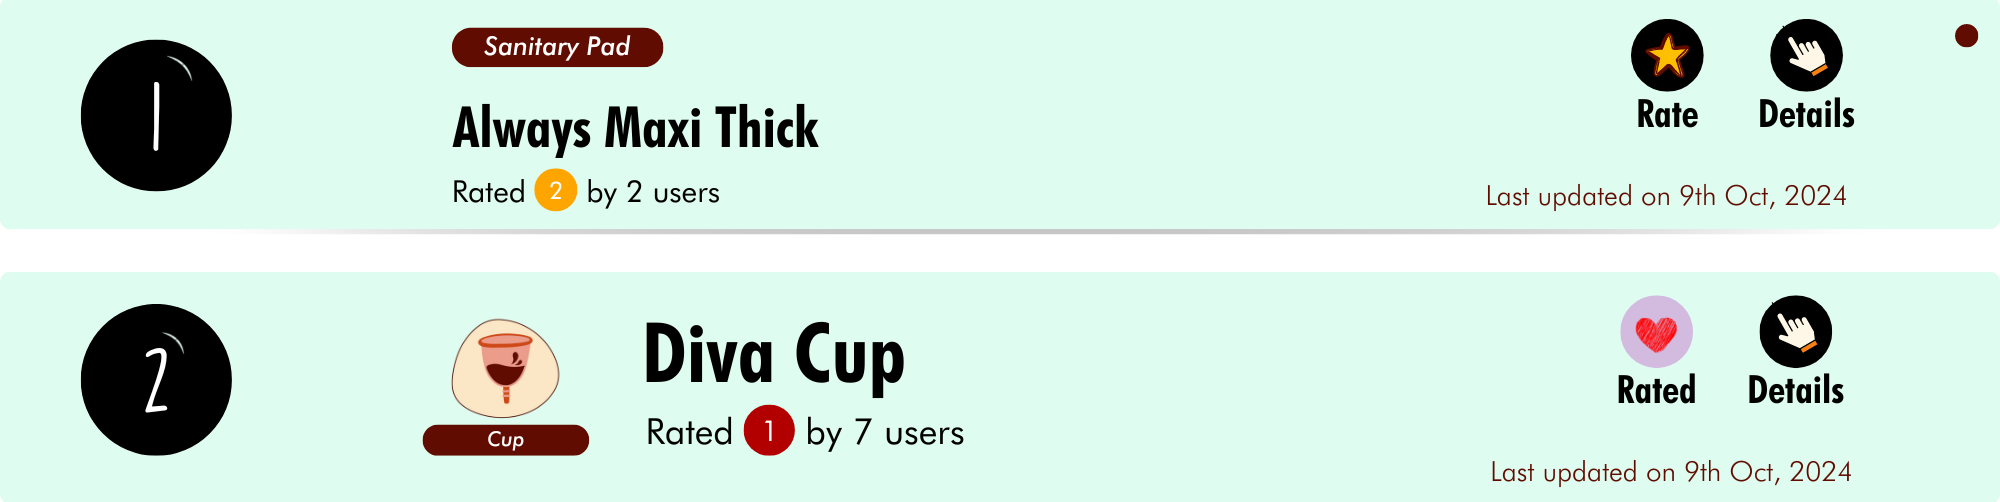 1
Sanitary Pad
Always Maxi Thick
Rated 2 by 2 users
Rate
Details
Last updated on 9th Oct, 2024
2
Cup
Diva Cup
Rated 1 by 7 users
Rated
Details
Last updated on 9th Oct, 2024